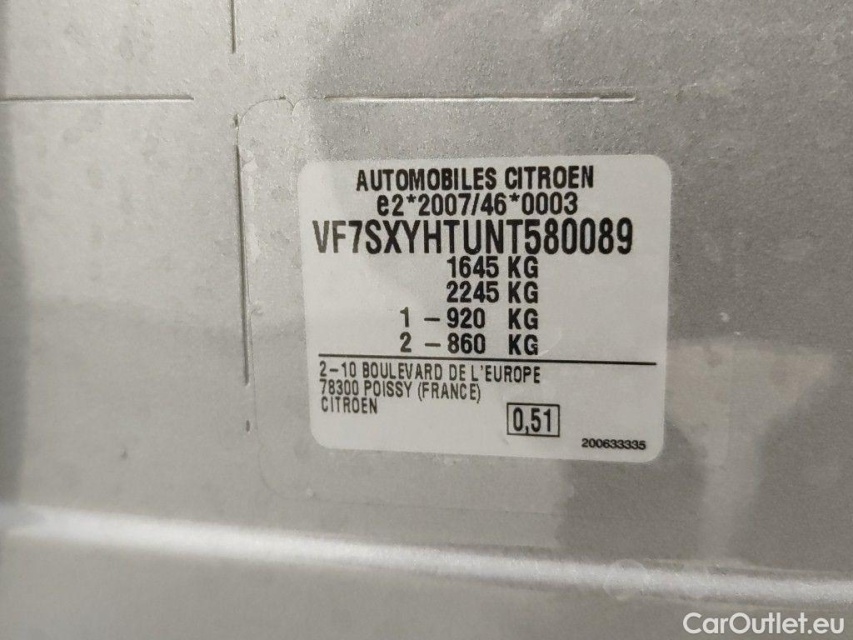 AUTOMOBILES CITROEN
e2*2007/46*0003
VF7SXYHTUNT580089
1645 KG
2245 KG
1 - 920 KG
2 - 860 KG
2-10 BOULEVARD DE L'EUROPE
78300 POISSY (FRANCE)
CITROEN
0,51
200633335
CarOutlet.eu